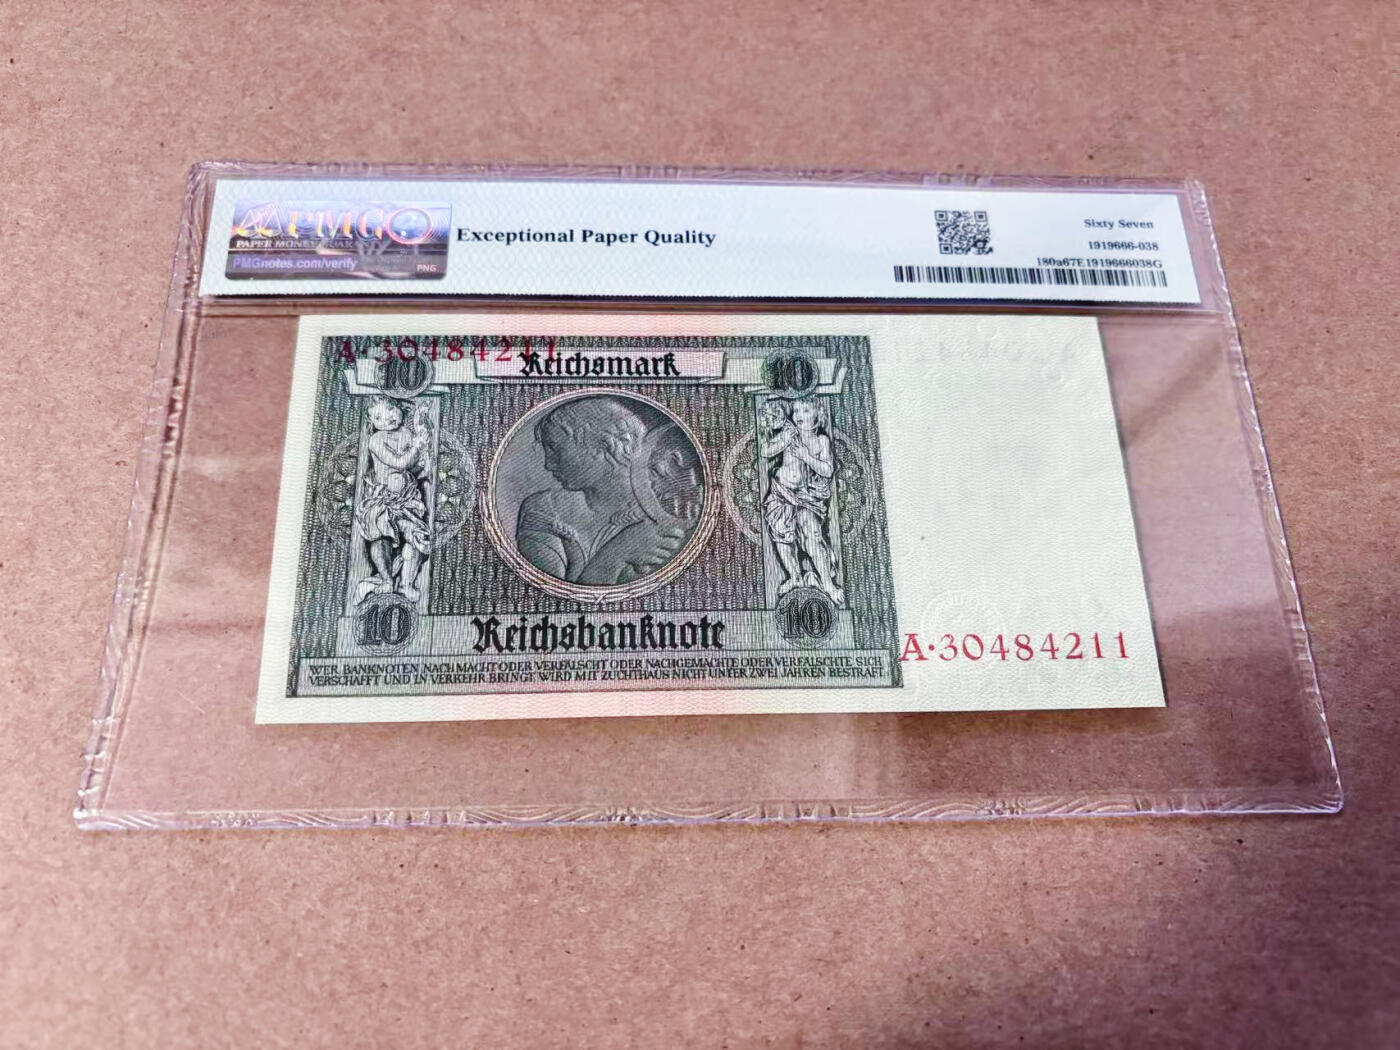 PMG
PAPER MONEY GUARANTY
PMGnotes.com/verify
PNG
Exceptional Paper Quality
Sixty Seven
1919666-038
180a67E1919666038G
A·30484211
10 Reichsmark 10
10 Reichsbanknote 10
A·30484211
WER BANKNOTEN NACHMACHT ODER VERFÄLSCHT ODER NACHGEMACHTE ODER VERFÄLSCHTE SICH
VERSCHAFFT UND IN VERKEHR BRINGT, WIRD MIT ZUCHTHAUS NICHT UNTER ZWEI JAHREN BESTRAFT